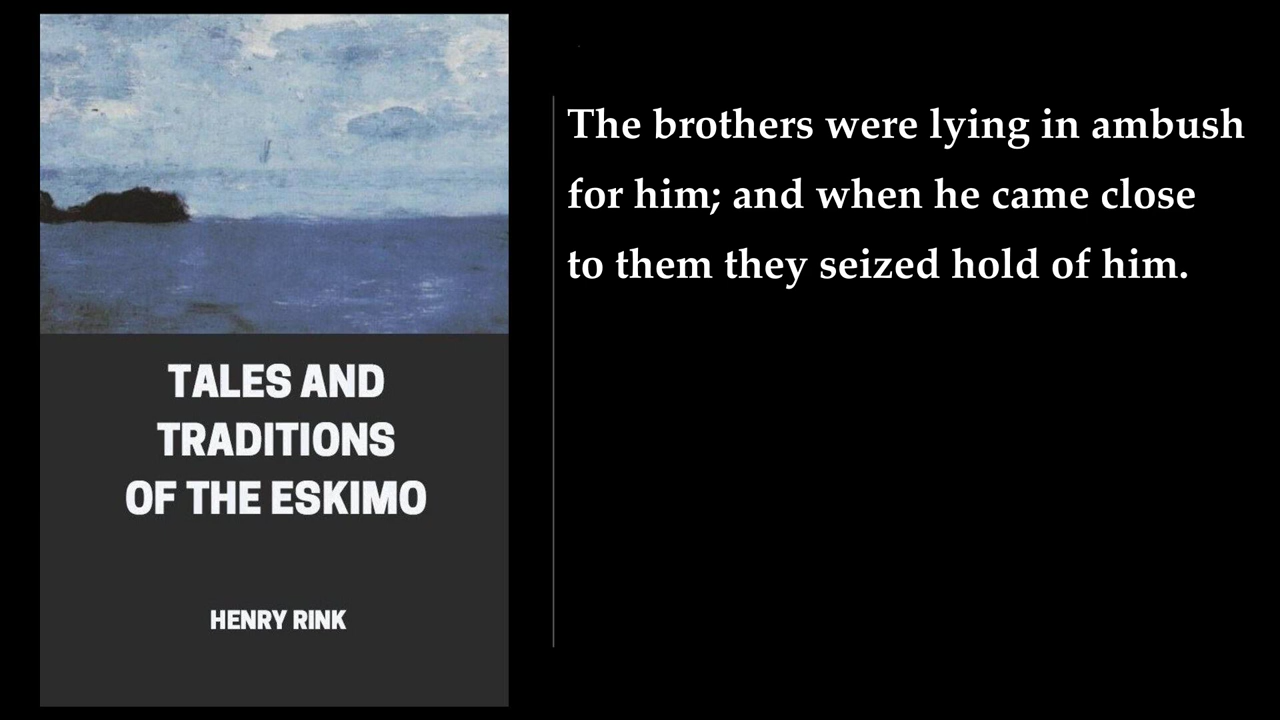 TALES AND
TRADITIONS
OF THE ESKIMO
HENRY RINK
The brothers were lying in ambush
for him; and when he came close
to them they seized hold of him.